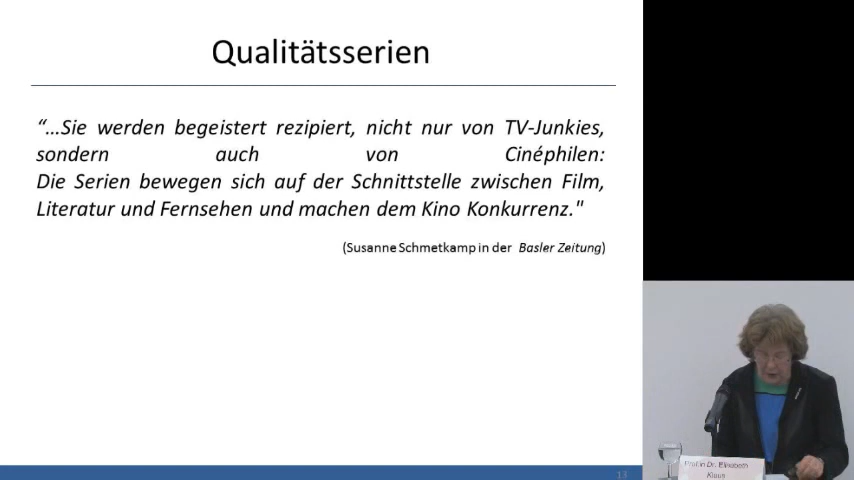 Qualitätsserien
“…Sie werden begeistert rezipiert, nicht nur von TV-Junkies,
sondern auch von Cinéphilen:
Die Serien bewegen sich auf der Schnittstelle zwischen Film,
Literatur und Fernsehen und machen dem Kino Konkurrenz."
(Susanne Schmetkamp in der Basler Zeitung)
13
Prof.in Dr. Elisabeth
Klaus